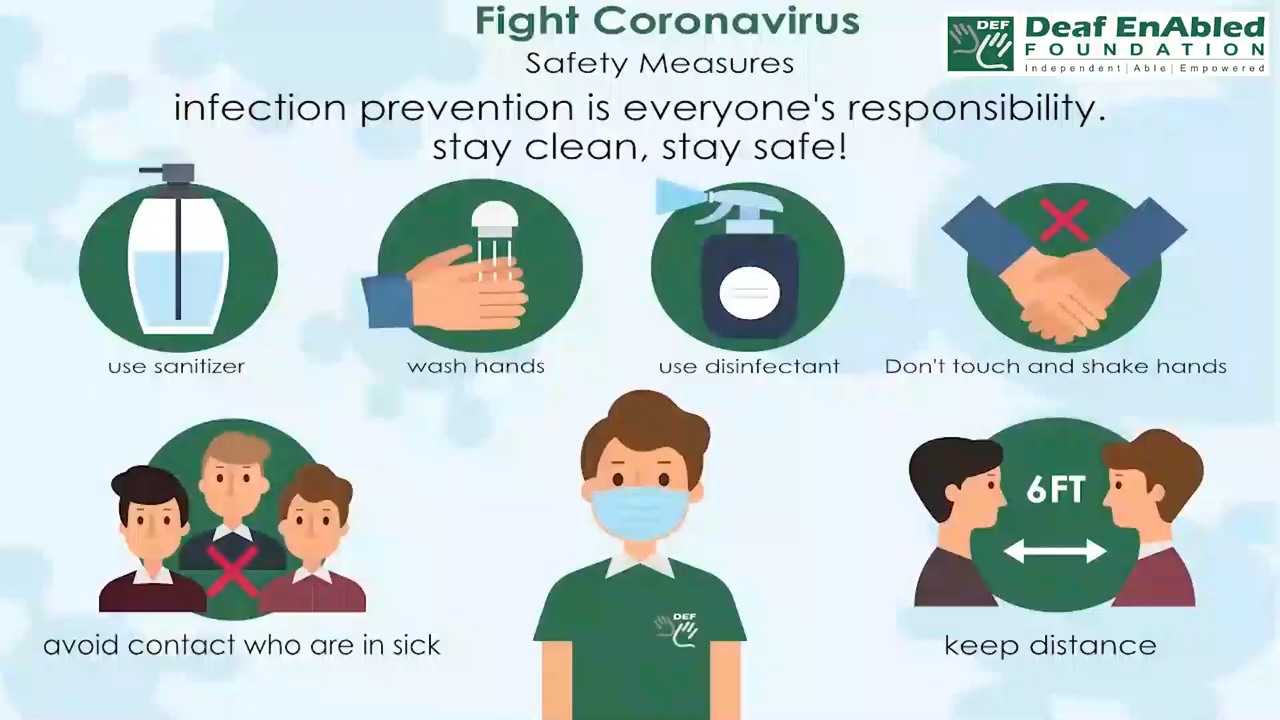 Fight Coronavirus
Safety Measures
DEF
Deaf EnAbled
FOUNDATION
Independent | Able | Empowered
infection prevention is everyone's responsibility.
stay clean, stay safe!
use sanitizer
wash hands
use disinfectant
Don't touch and shake hands
6 FT
DEF
avoid contact who are in sick
keep distance